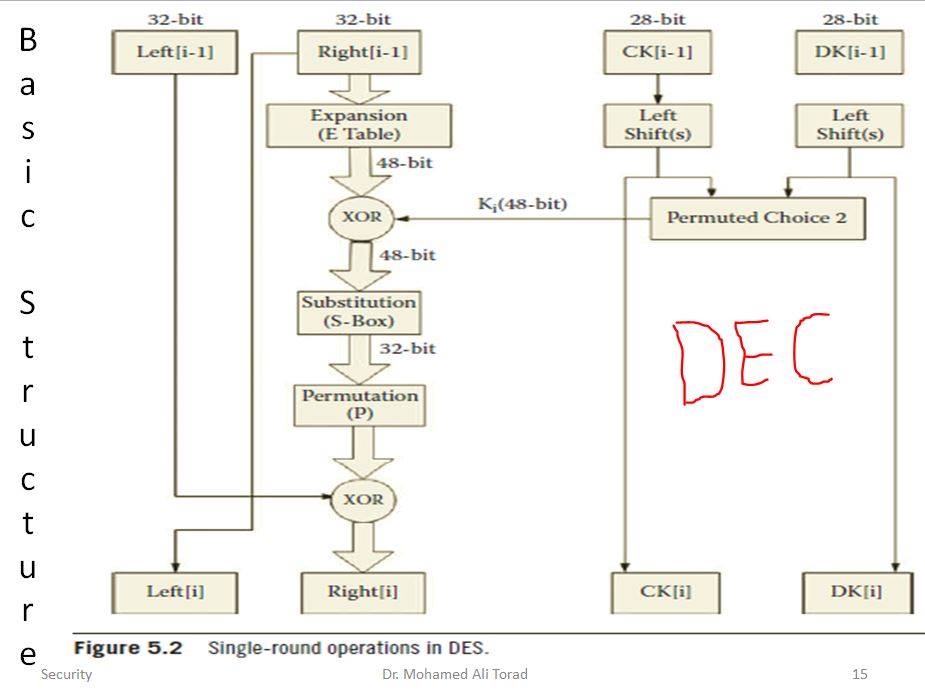 Basic Structure
32-bit 32-bit 28-bit 28-bit
Left[i-1] Right[i-1] CK[i-1] DK[i-1]
Expansion
(E Table)
Left
Shift(s)
Left
Shift(s)
48-bit
XOR
Kᵢ(48-bit)
Permuted Choice 2
48-bit
Substitution
(S-Box)
32-bit
DEC
Permutation
(P)
XOR
Left[i] Right[i] CK[i] DK[i]
Figure 5.2 Single-round operations in DES.
Security Dr. Mohamed Ali Torad 15